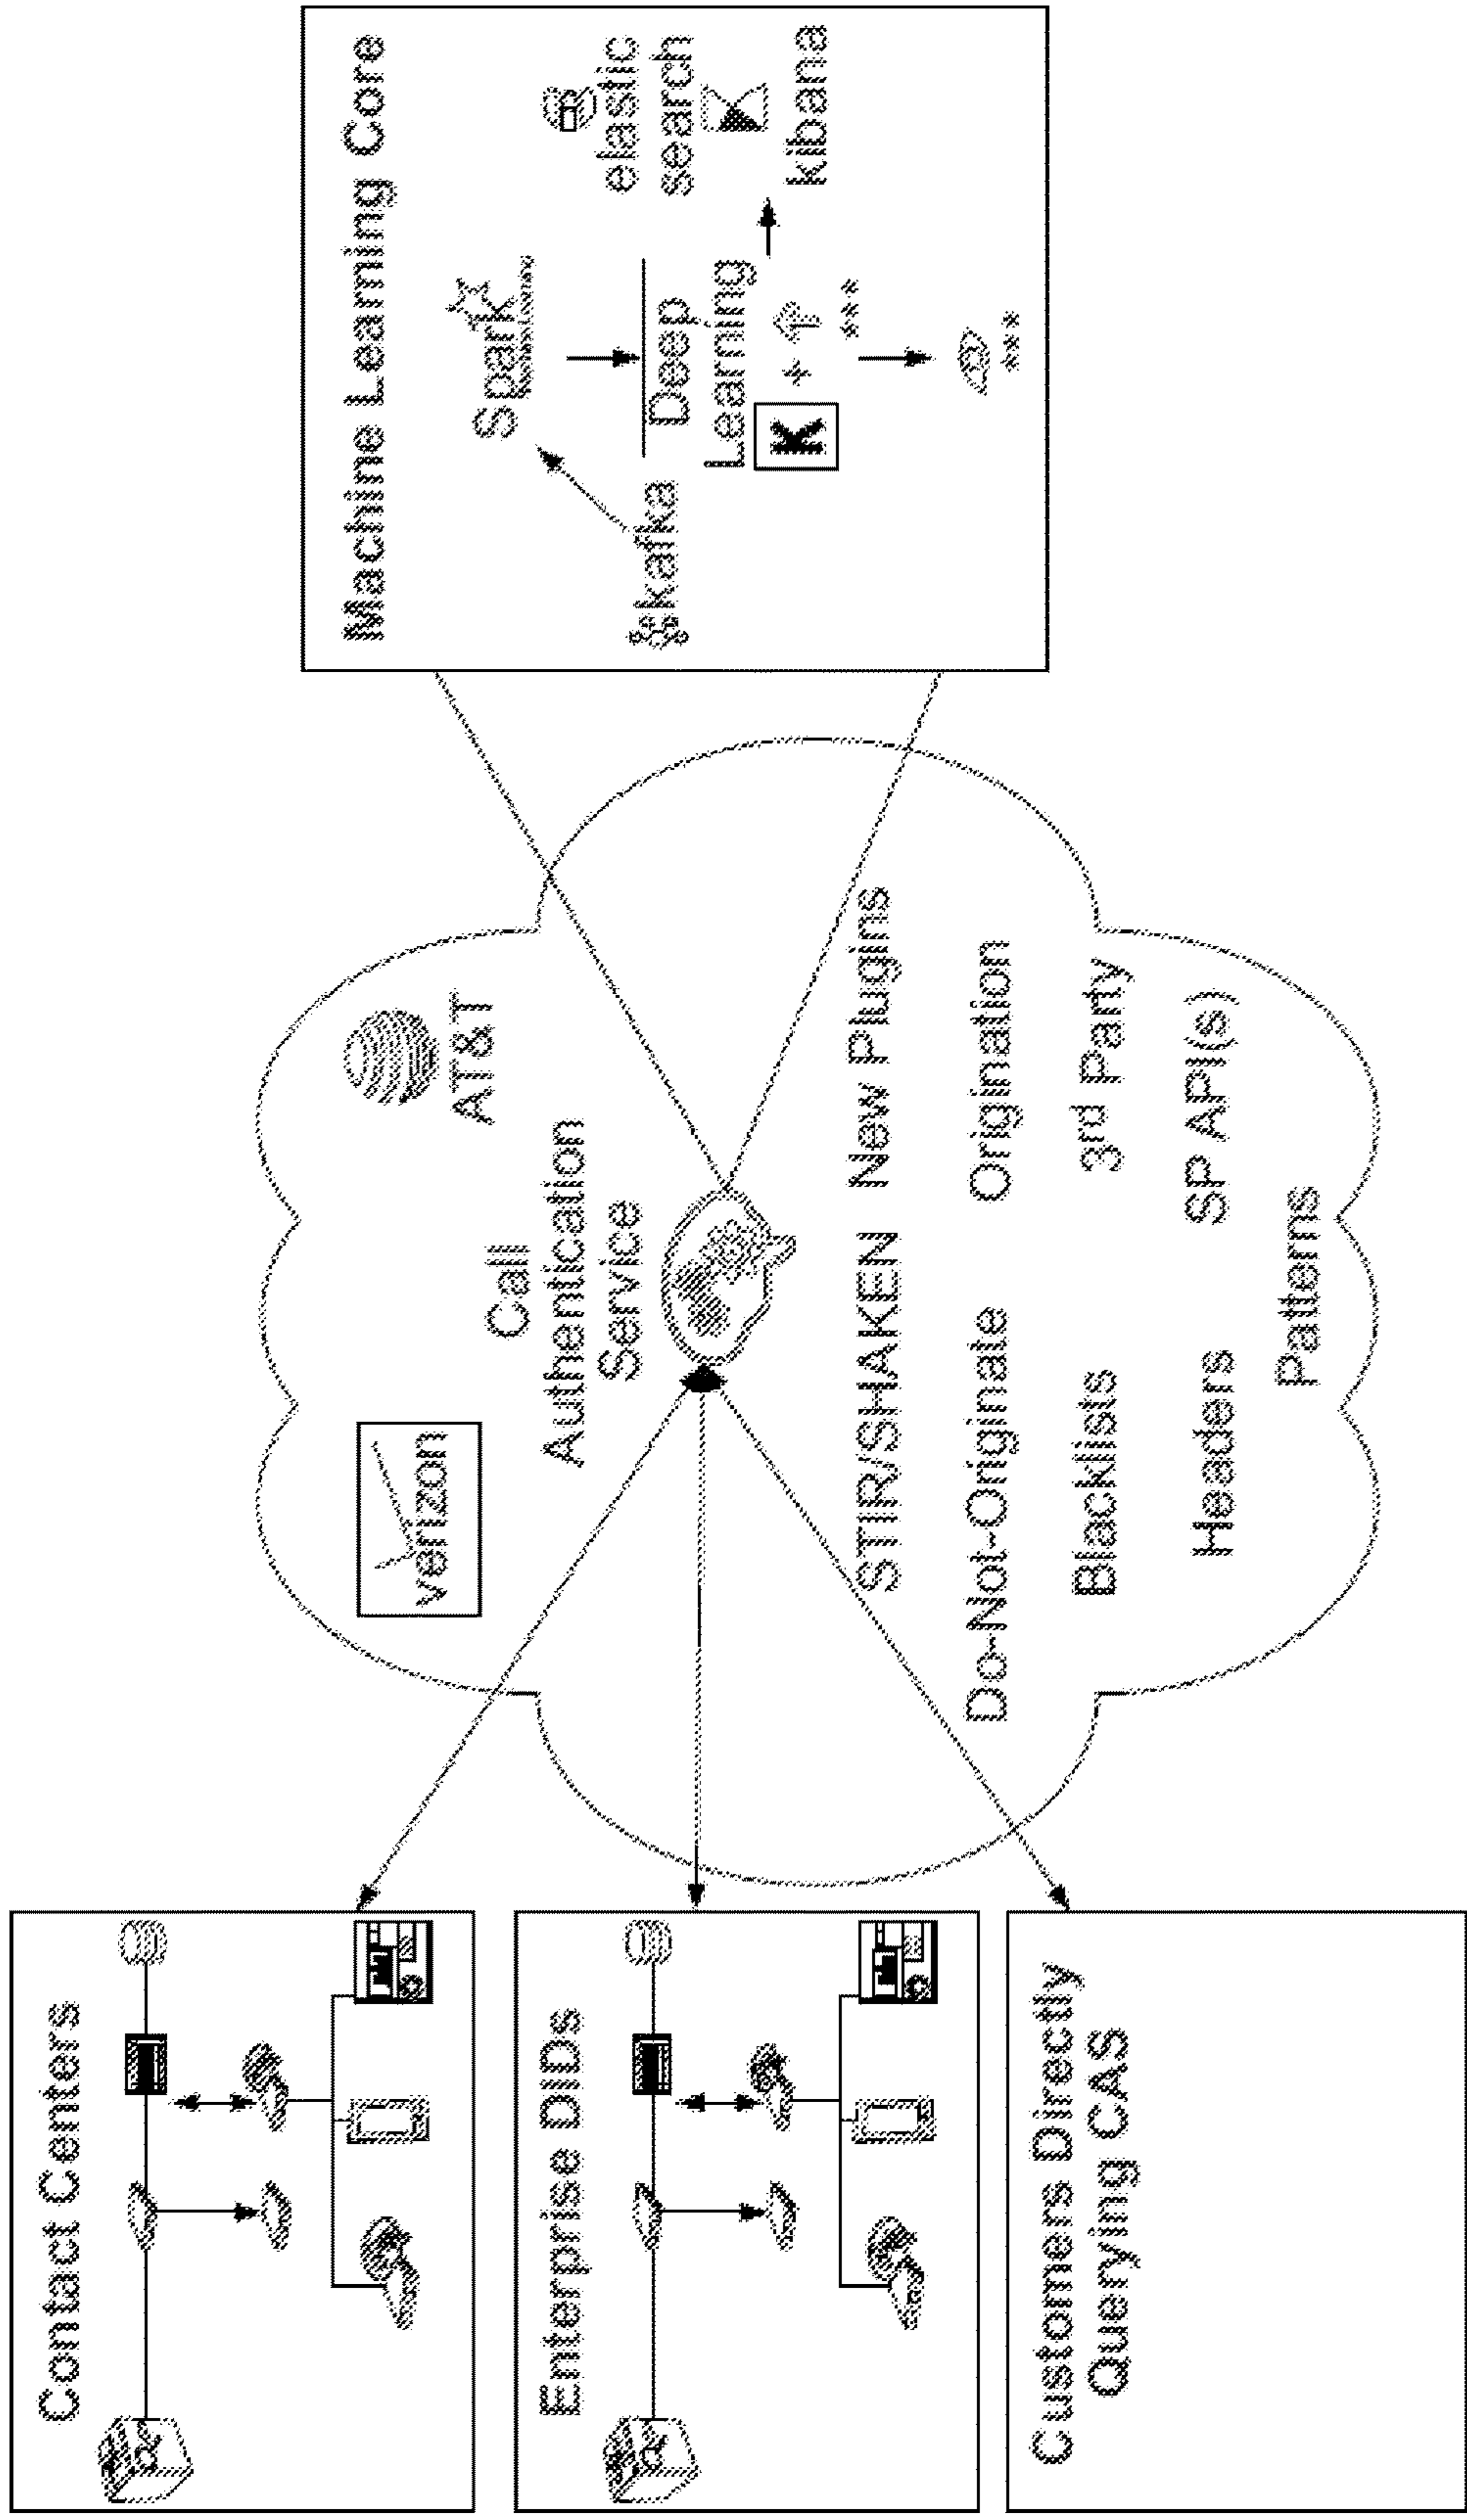 Contact Centers
Enterprise DIDs
Customers Directly
Querying CAS
verizon
AT&T
Call
Authentication
Service
STIR/SHAKEN
New Plugins
Do-Not-Originate
Origination
Blacklists
3rd Party
Headers
SP API(s)
Patterns
Machine Learning Core
kafka
Spark
Deep
Learning
K +
elastic
search
kibana